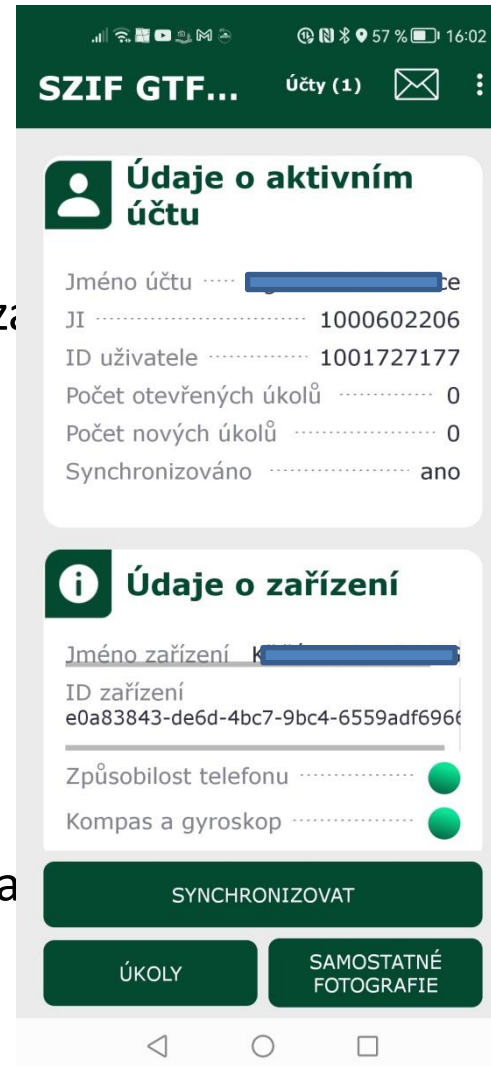 57 % 16:02
SZIF GTF... Účty (1)
Údaje o aktivním
účtu
Jméno účtu ce
JI 1000602206
ID uživatele 1001727177
Počet otevřených úkolů 0
Počet nových úkolů 0
Synchronizováno ano
Údaje o zařízení
Jméno zařízení
ID zařízení
e0a83843-de6d-4bc7-9bc4-6559adf6966
Způsobilost telefonu
Kompas a gyroskop
SYNCHRONIZOVAT
ÚKOLY
SAMOSTATNÉ
FOTOGRAFIE